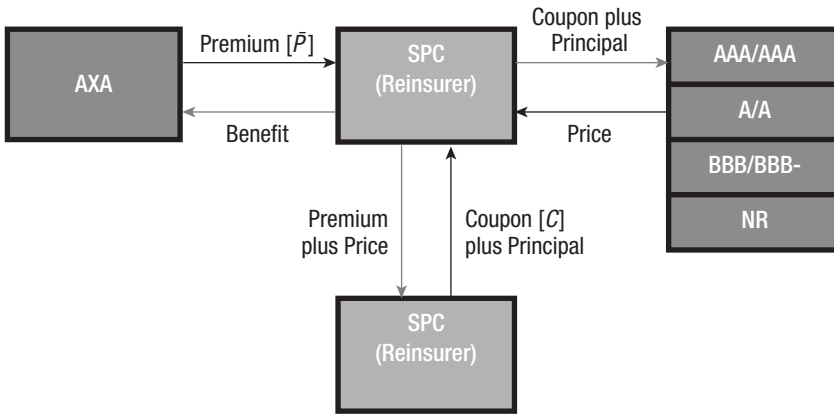 AXA
Premium [P̄]
Benefit
SPC
(Reinsurer)
Coupon plus
Principal
Price
AAA/AAA
A/A
BBB/BBB-
NR
Premium
plus Price
Coupon [C]
plus Principal
SPC
(Reinsurer)